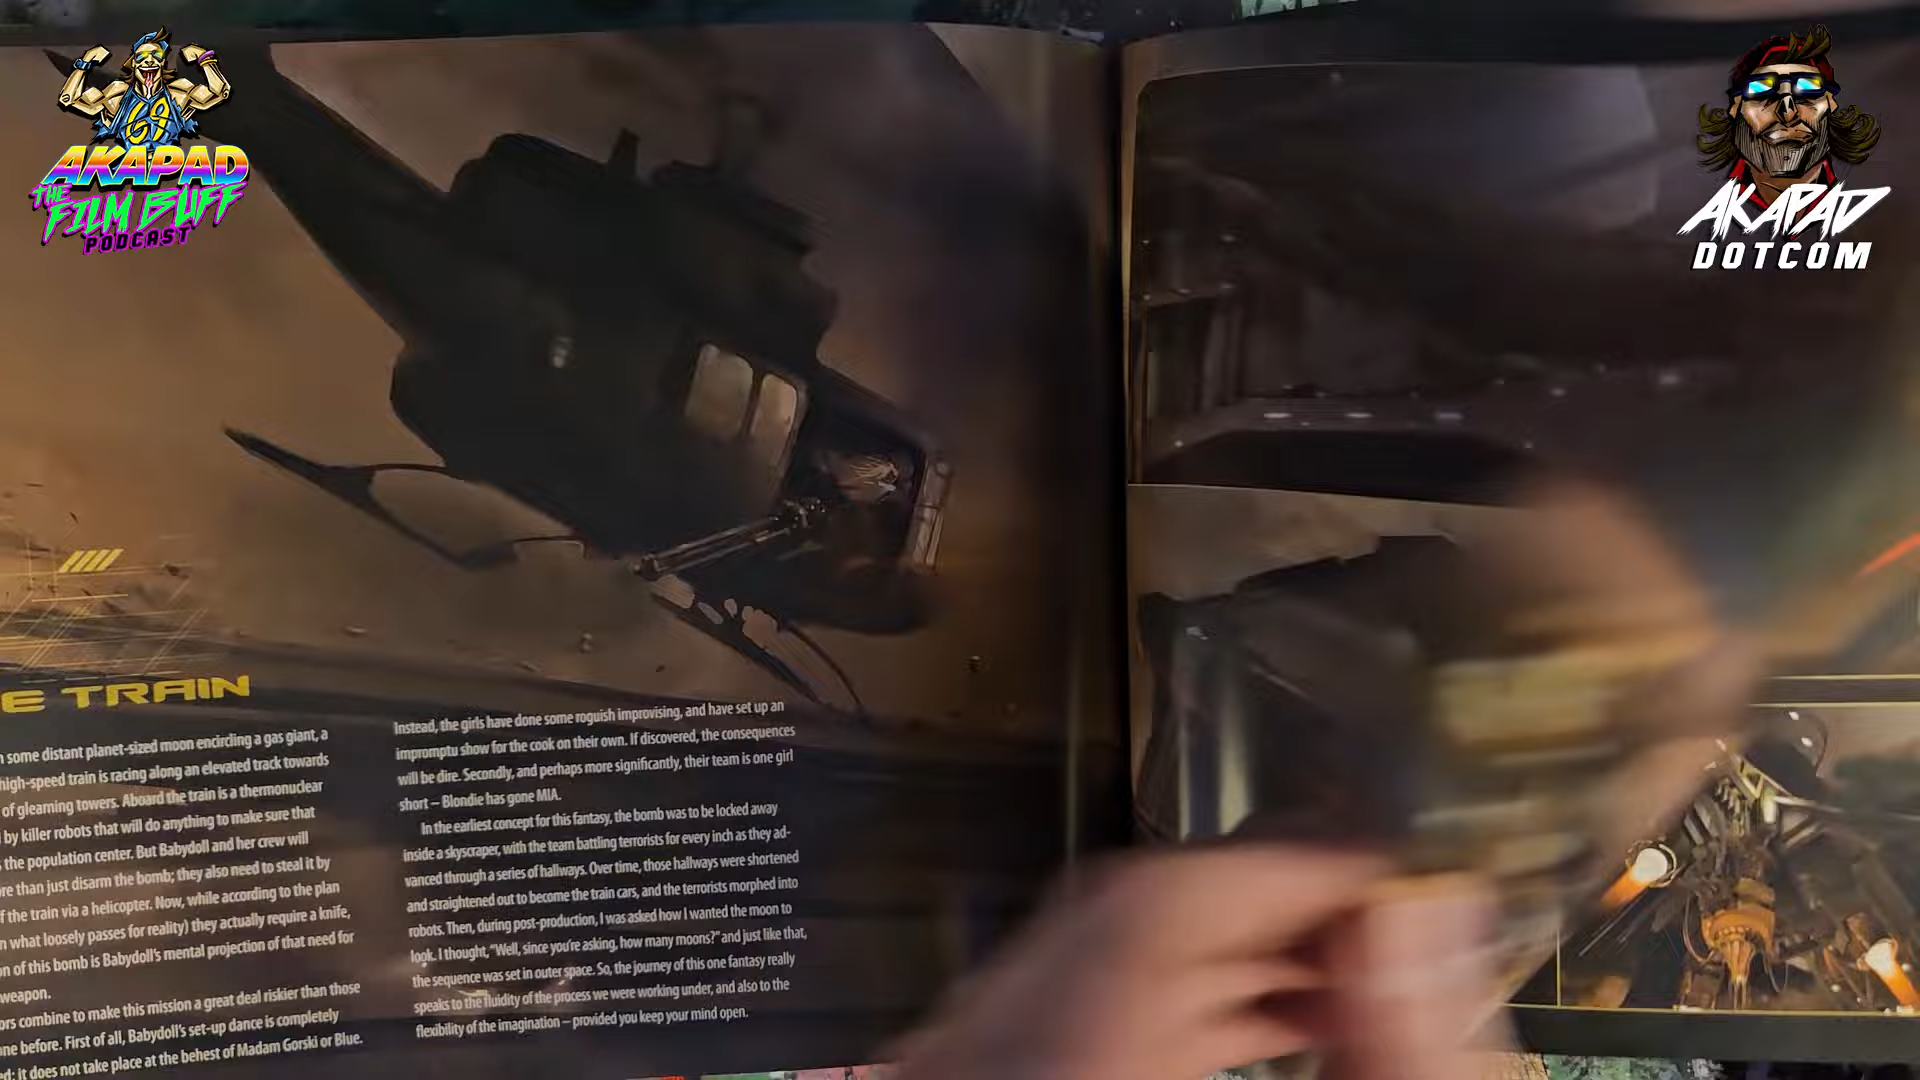 69
AKAPAD
THE
FILM BUFF
PODCAST
AKAPAD
DOTCOM
E TRAIN
some distant planet-sized moon encircling a gas giant, a
high-speed train is racing along an elevated track towards
of gleaming towers. Aboard the train is a thermonuclear
by killer robots that will do anything to make sure that
the population center. But Babydoll and her crew will
re than just disarm the bomb; they also need to steal it by
f the train via a helicopter. Now, while according to the plan
n what loosely passes for reality) they actually require a knife,
on of this bomb is Babydoll's mental projection of that need for
weapon.
ors combine to make this mission a great deal riskier than those
one before. First of all, Babydoll's set-up dance is completely
ed: it does not take place at the behest of Madam Gorski or Blue.
Instead, the girls have done some roguish improvising, and have set up an
impromptu show for the cook on their own. If discovered, the consequences
will be dire. Secondly, and perhaps more significantly, their team is one girl
short – Blondie has gone MIA.
In the earliest concept for this fantasy, the bomb was to be locked away
inside a skyscraper, with the team battling terrorists for every inch as they ad-
vanced through a series of hallways. Over time, those hallways were shortened
and straightened out to become the train cars, and the terrorists morphed into
robots. Then, during post-production, I was asked how I wanted the moon to
look. I thought, "Well, since you're asking, how many moons?" and just like that,
the sequence was set in outer space. So, the journey of this one fantasy really
speaks to the fluidity of the process we were working under, and also to the
flexibility of the imagination – provided you keep your mind open.